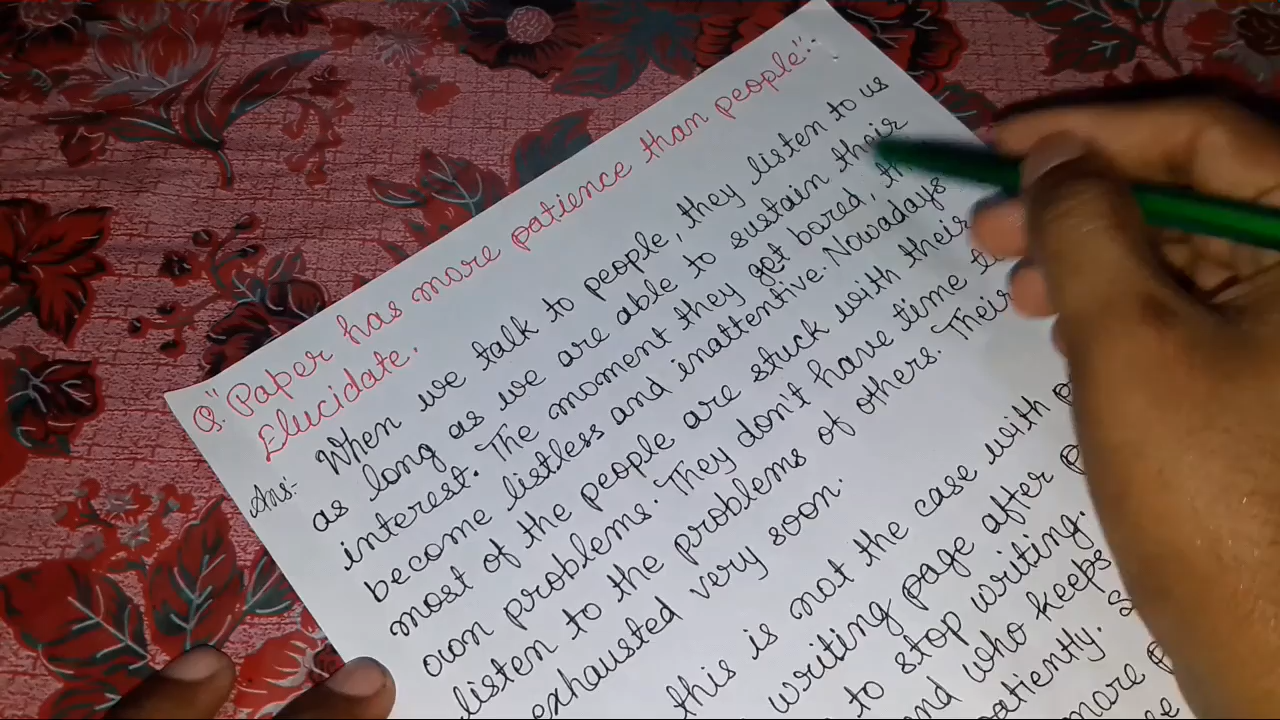 Q. "Paper has more patience than people".
Elucidate.
Ans:- When we talk to people, they listen to us
as long as we are able to sustain their
interest. The moment they get bored,
become listless and inattentive. Nowadays
most of the people are stuck with their
own problems. They don't have time
listen to the problems of others. Their
exhausted very soon.
this is not the case with
writing page after
to stop writing.
and who keeps
patiently.
more